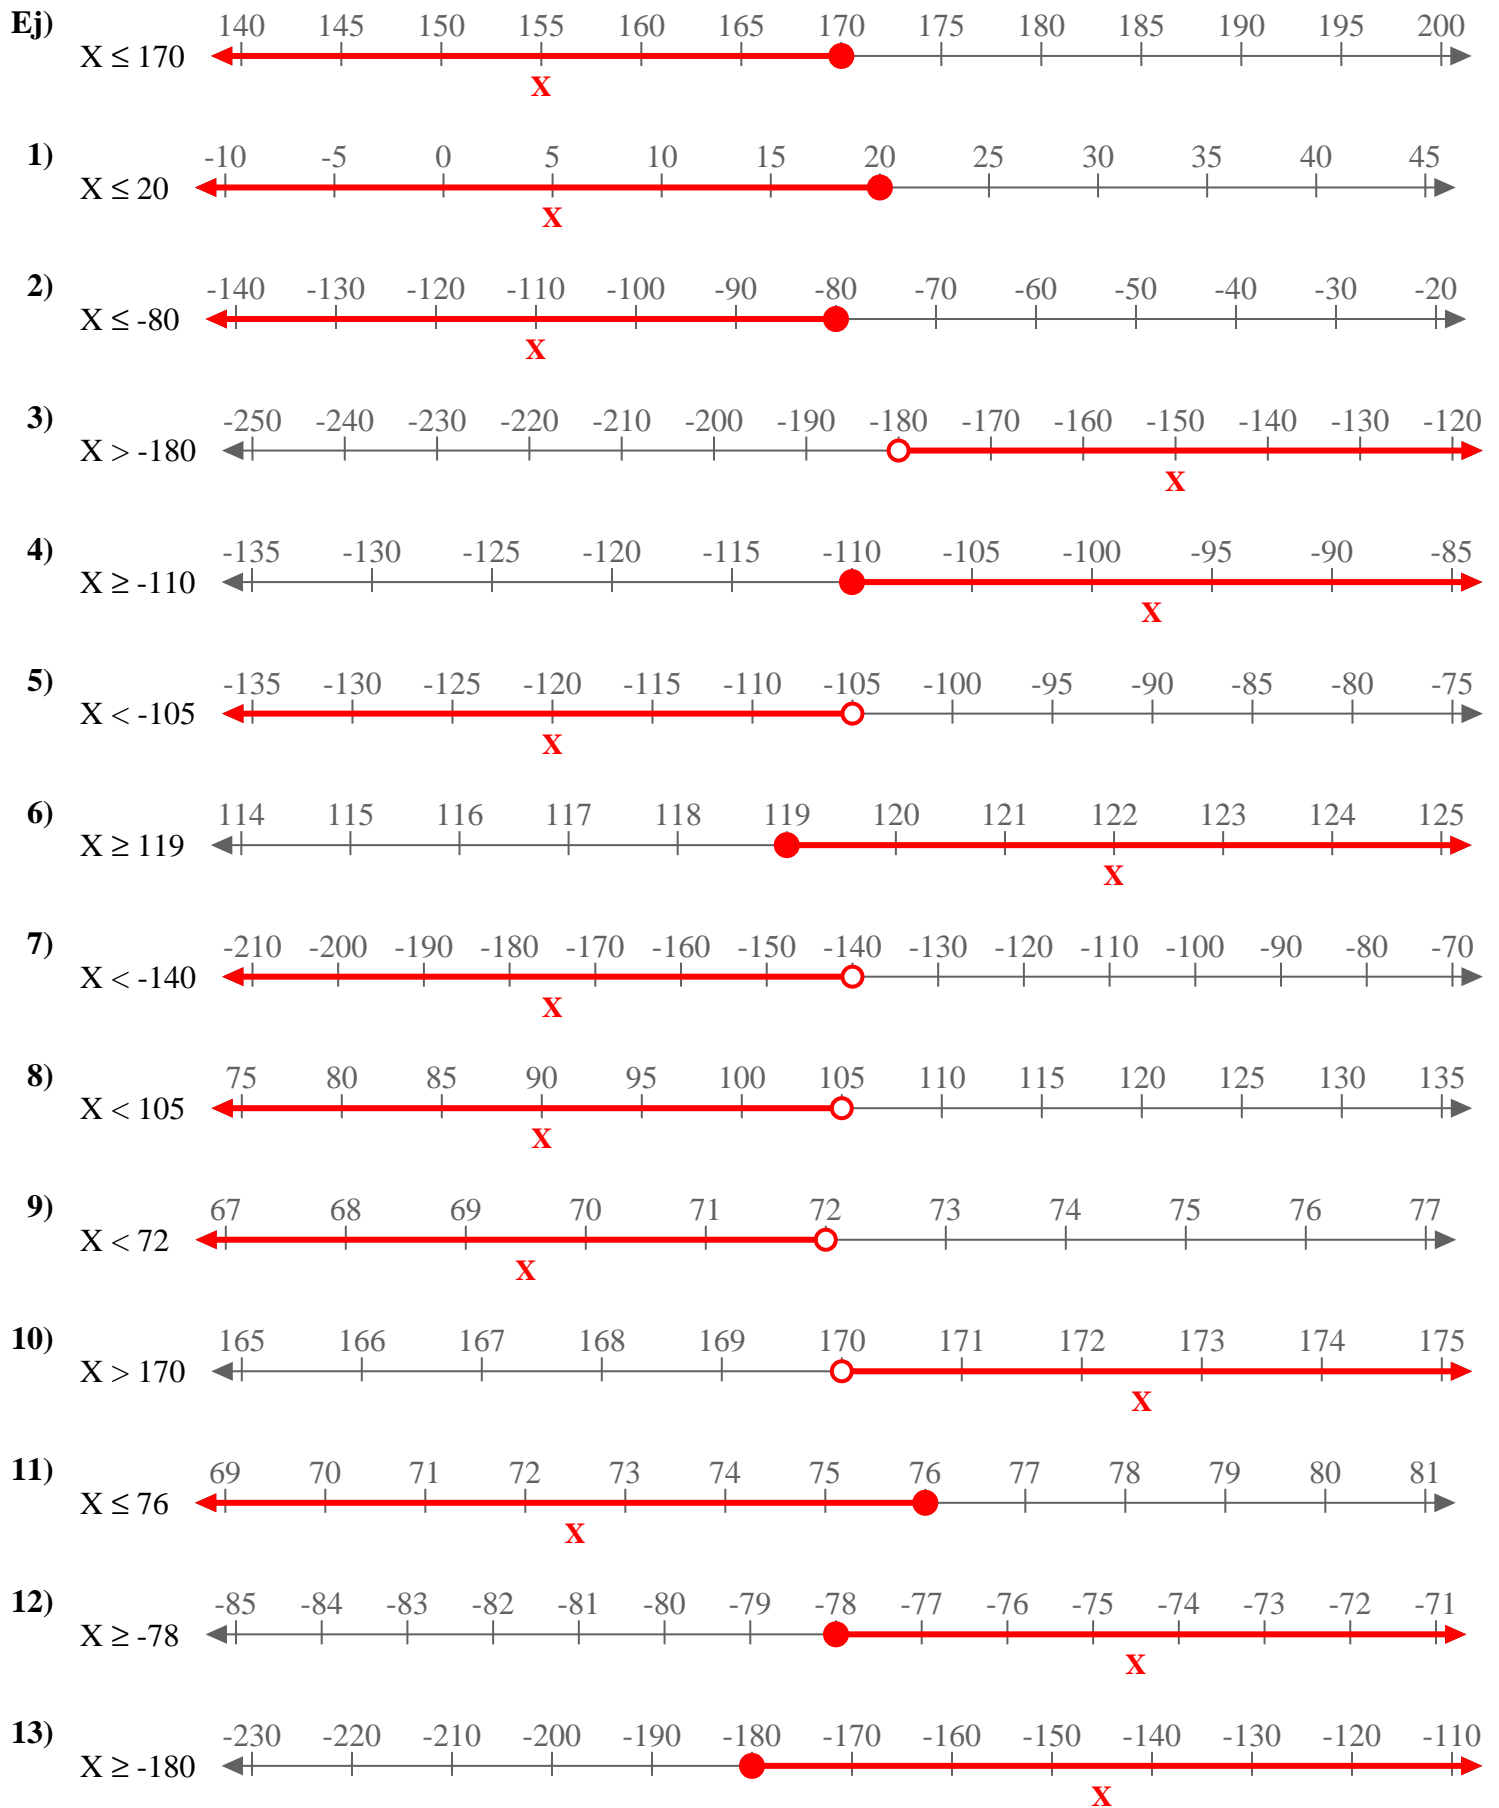 Ej) 140 145 150 155 160 165 170 175 180 185 190 195 200
X ≤ 170
X
1) -10 -5 0 5 10 15 20 25 30 35 40 45
X ≤ 20
X
2) -140 -130 -120 -110 -100 -90 -80 -70 -60 -50 -40 -30 -20
X ≤ -80
X
3) -250 -240 -230 -220 -210 -200 -190 -180 -170 -160 -150 -140 -130 -120
X > -180
X
4) -135 -130 -125 -120 -115 -110 -105 -100 -95 -90 -85
X ≥ -110
X
5) -135 -130 -125 -120 -115 -110 -105 -100 -95 -90 -85 -80 -75
X < -105
X
6) 114 115 116 117 118 119 120 121 122 123 124 125
X ≥ 119
X
7) -210 -200 -190 -180 -170 -160 -150 -140 -130 -120 -110 -100 -90 -80 -70
X < -140
X
8) 75 80 85 90 95 100 105 110 115 120 125 130 135
X < 105
X
9) 67 68 69 70 71 72 73 74 75 76 77
X < 72
X
10) 165 166 167 168 169 170 171 172 173 174 175
X > 170
X
11) 69 70 71 72 73 74 75 76 77 78 79 80 81
X ≤ 76
X
12) -85 -84 -83 -82 -81 -80 -79 -78 -77 -76 -75 -74 -73 -72 -71
X ≥ -78
X
13) -230 -220 -210 -200 -190 -180 -170 -160 -150 -140 -130 -120 -110
X ≥ -180
X